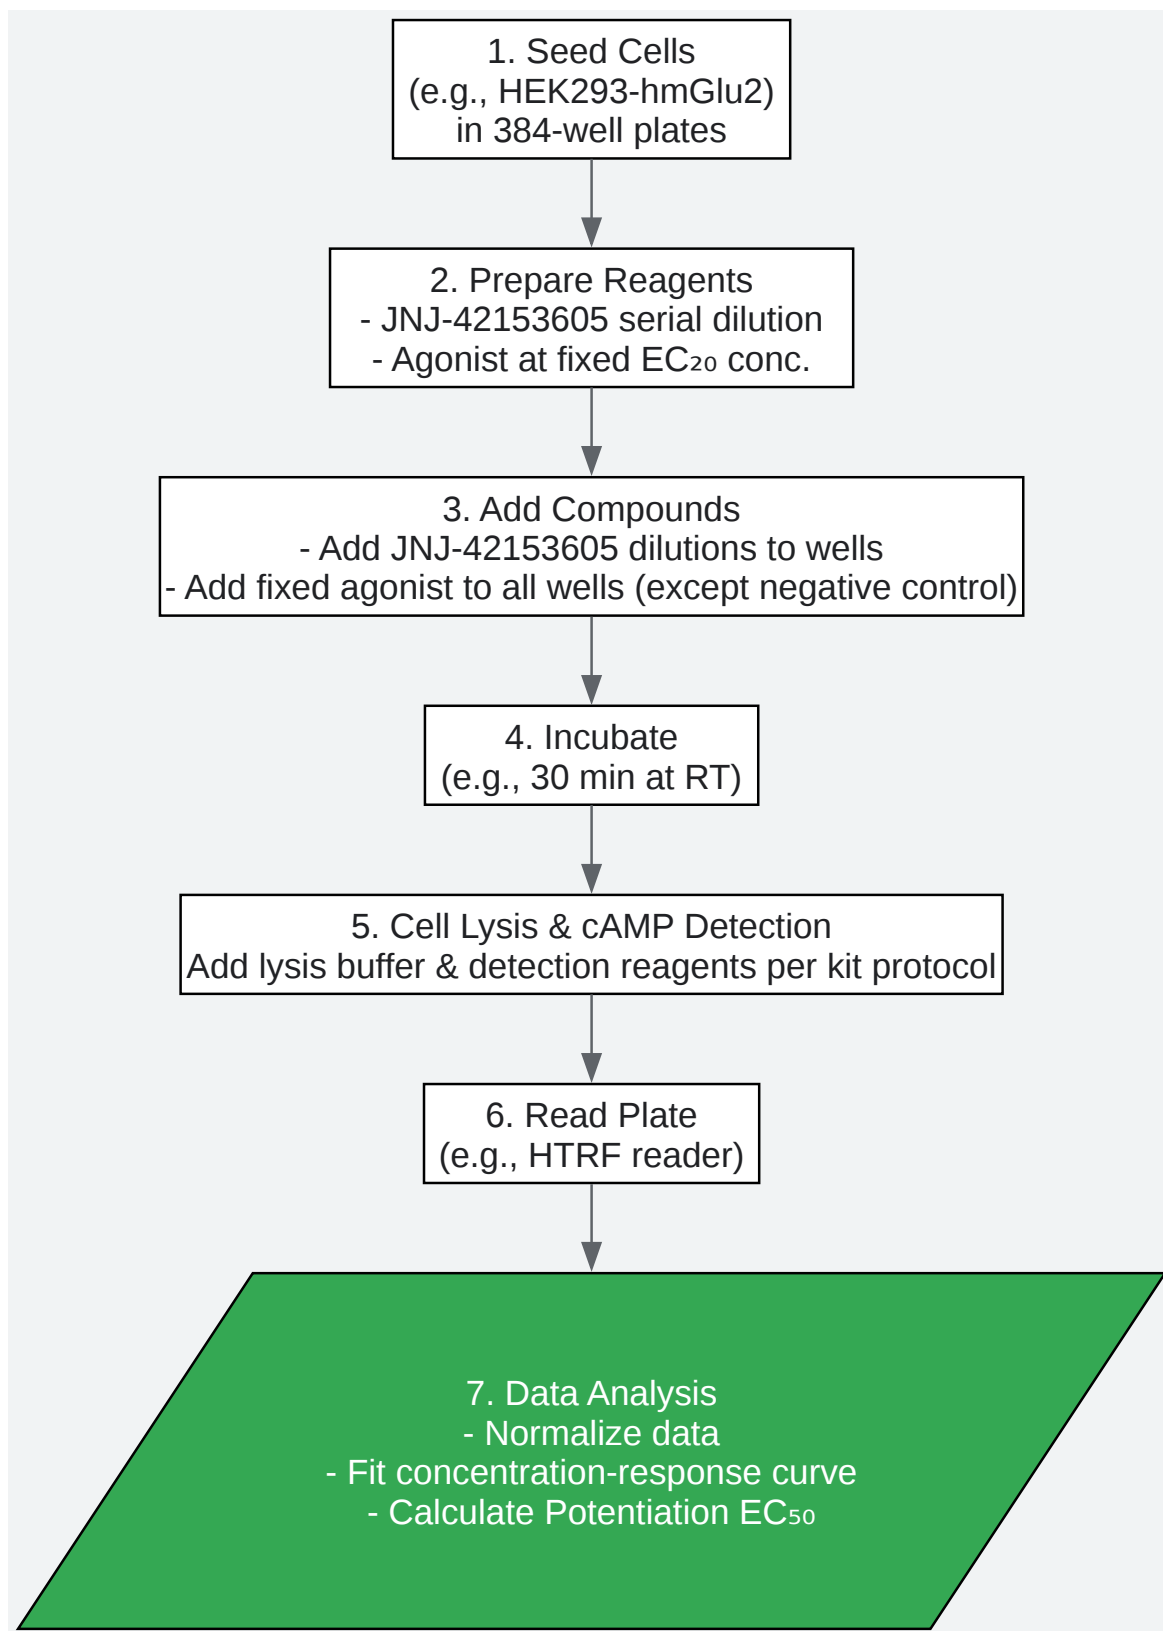 1. Seed Cells
(e.g., HEK293-hmGlu2)
in 384-well plates
2. Prepare Reagents
- JNJ-42153605 serial dilution
- Agonist at fixed EC₂₀ conc.
3. Add Compounds
- Add JNJ-42153605 dilutions to wells
- Add fixed agonist to all wells (except negative control)
4. Incubate
(e.g., 30 min at RT)
5. Cell Lysis & cAMP Detection
Add lysis buffer & detection reagents per kit protocol
6. Read Plate
(e.g., HTRF reader)
7. Data Analysis
- Normalize data
- Fit concentration-response curve
- Calculate Potentiation EC₅₀